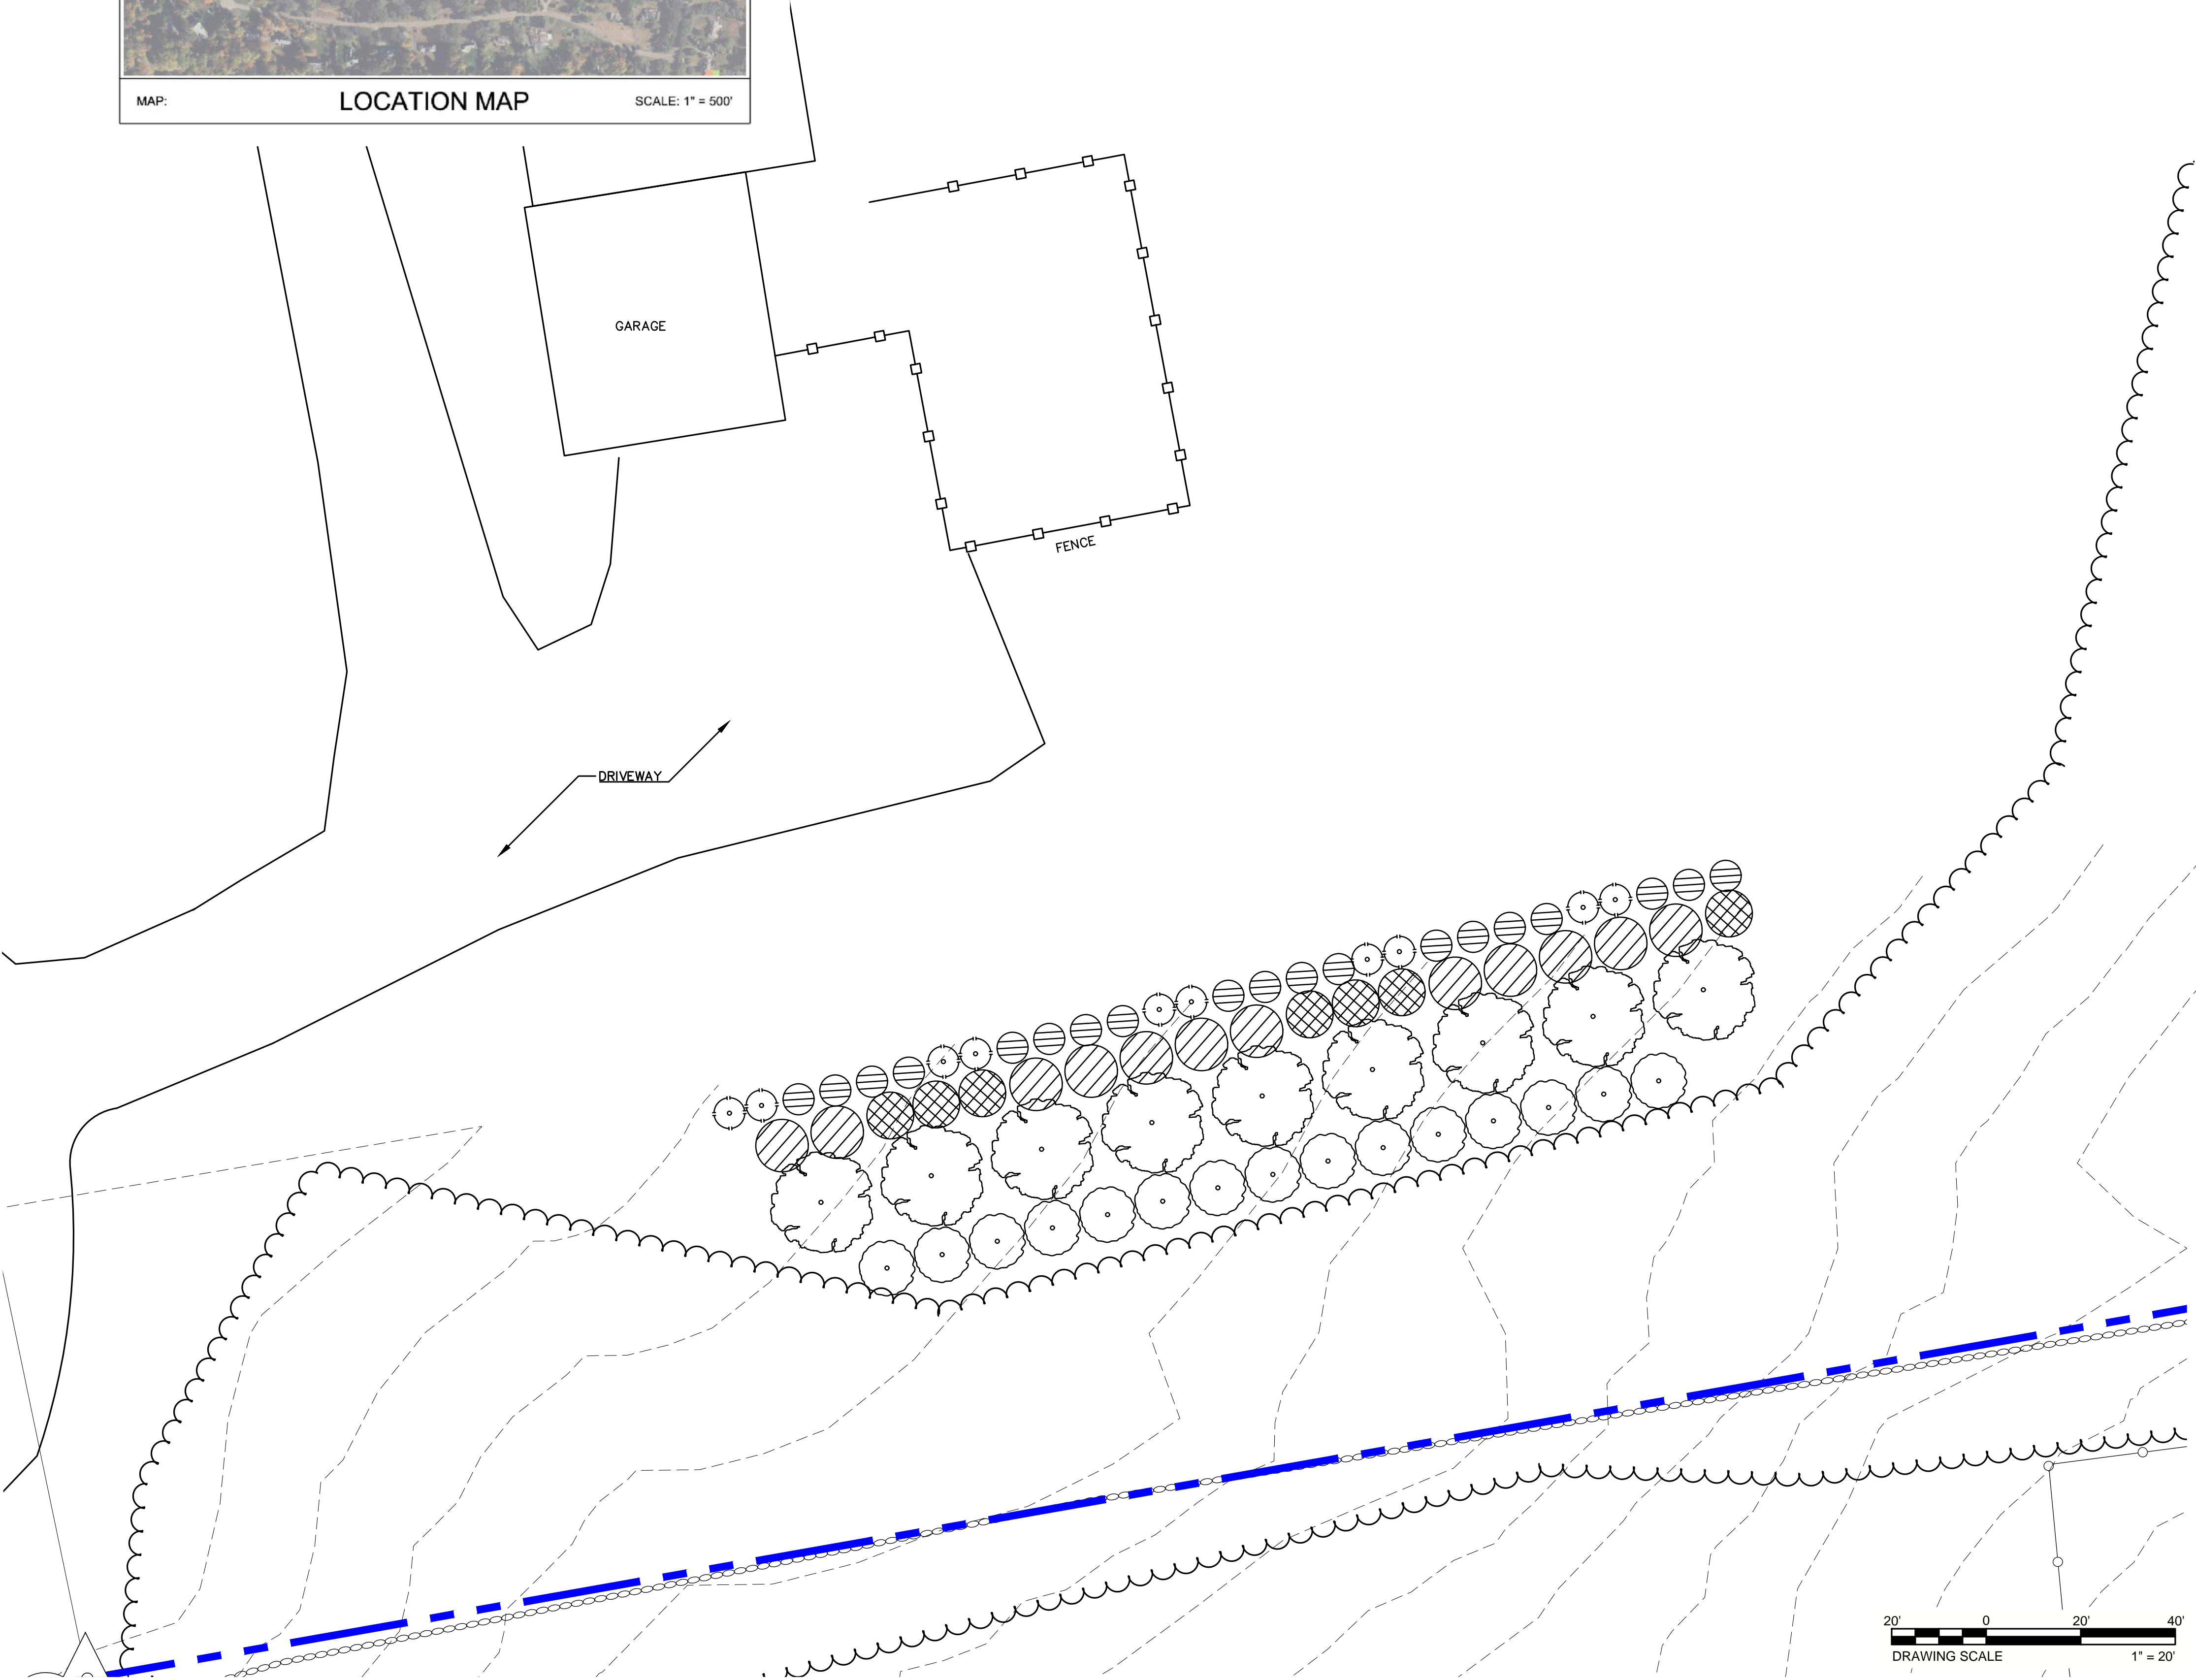 MAP: LOCATION MAP SCALE: 1" = 500'
GARAGE
FENCE
DRIVEWAY
20' 0 20' 40'
DRAWING SCALE 1" = 20'